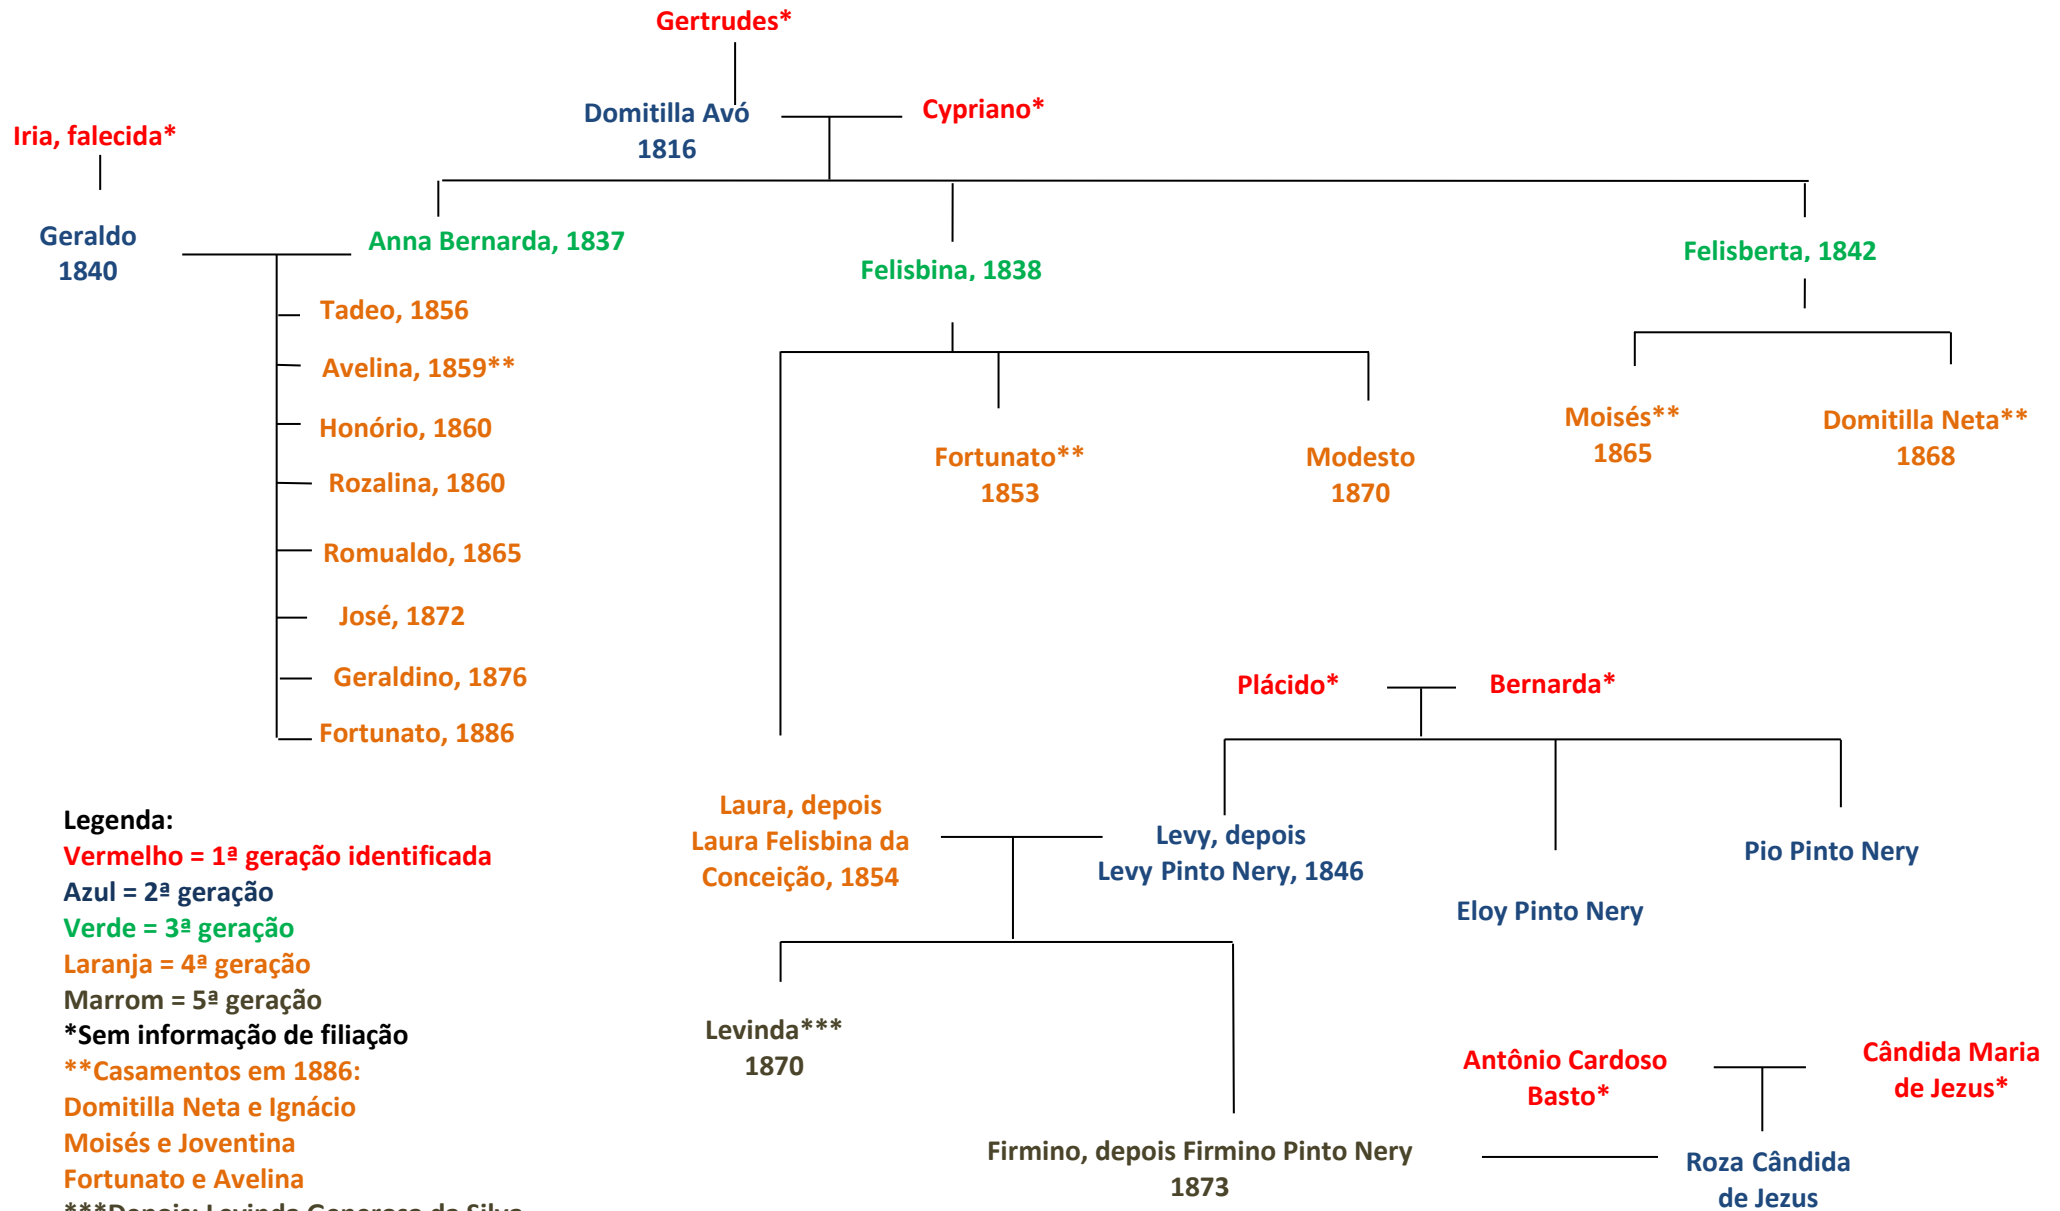 Gertrudes*
Domitilla Avó
1816
Cypriano*
Iria, falecida*
Geraldo
1840
Anna Bernarda, 1837
Felisbina, 1838
Felisberta, 1842
Tadeo, 1856
Avelina, 1859**
Honório, 1860
Rozalina, 1860
Romualdo, 1865
José, 1872
Geraldino, 1876
Fortunato, 1886
Fortunato**
1853
Modesto
1870
Moisés**
1865
Domitilla Neta**
1868
Plácido*
Bernarda*
Laura, depois
Laura Felisbina da
Conceição, 1854
Levy, depois
Levy Pinto Nery, 1846
Eloy Pinto Nery
Pio Pinto Nery
Levinda***
1870
Firmino, depois Firmino Pinto Nery
1873
Antônio Cardoso
Basto*
Cândida Maria
de Jezus*
Roza Cândida
de Jezus
Legenda:
Vermelho = 1ª geração identificada
Azul = 2ª geração
Verde = 3ª geração
Laranja = 4ª geração
Marrom = 5ª geração
*Sem informação de filiação
**Casamentos em 1886:
Domitilla Neta e Ignácio
Moisés e Joventina
Fortunato e Avelina
***Depois: Levinda Generosa da Silva